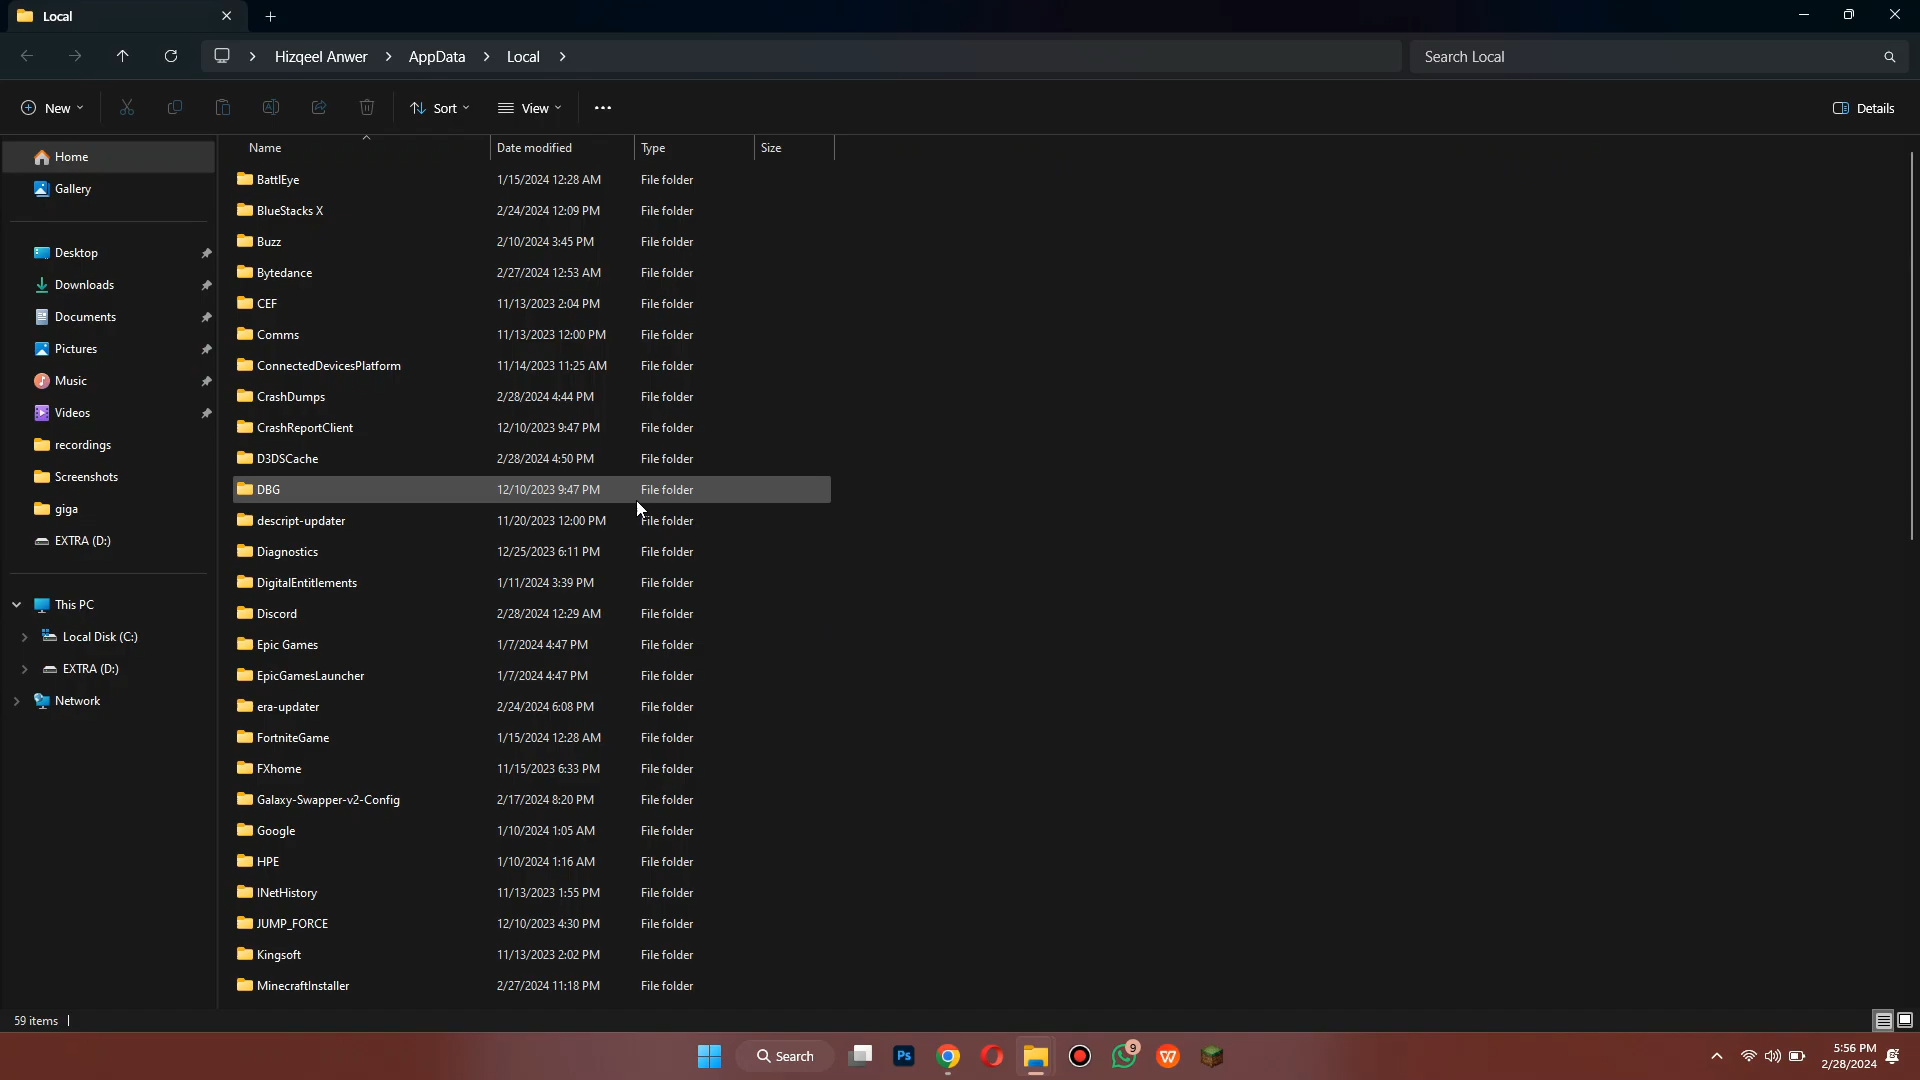 Local
Hizqeel Anwer > AppData > Local >
Search Local
New
Sort
View
Details
Home
Gallery
Desktop
Downloads
Documents
Pictures
Music
Videos
recordings
Screenshots
giga
EXTRA (D:)
This PC
Local Disk (C:)
EXTRA (D:)
Network
Name Date modified Type Size
BattlEye 1/15/2024 12:28 AM File folder
BlueStacks X 2/24/2024 12:09 PM File folder
Buzz 2/10/2024 3:45 PM File folder
Bytedance 2/27/2024 12:53 AM File folder
CEF 11/13/2023 2:04 PM File folder
Comms 11/13/2023 12:00 PM File folder
ConnectedDevicesPlatform 11/14/2023 11:25 AM File folder
CrashDumps 2/28/2024 4:44 PM File folder
CrashReportClient 12/10/2023 9:47 PM File folder
D3DSCache 2/28/2024 4:50 PM File folder
DBG 12/10/2023 9:47 PM File folder
descript-updater 11/20/2023 12:00 PM File folder
Diagnostics 12/25/2023 6:11 PM File folder
DigitalEntitlements 1/11/2024 3:39 PM File folder
Discord 2/28/2024 12:29 AM File folder
Epic Games 1/7/2024 4:47 PM File folder
EpicGamesLauncher 1/7/2024 4:47 PM File folder
era-updater 2/24/2024 6:08 PM File folder
FortniteGame 1/15/2024 12:28 AM File folder
FXhome 11/15/2023 6:33 PM File folder
Galaxy-Swapper-v2-Config 2/17/2024 8:20 PM File folder
Google 1/10/2024 1:05 AM File folder
HPE 1/10/2024 1:16 AM File folder
INetHistory 11/13/2023 1:55 PM File folder
JUMP_FORCE 12/10/2023 4:30 PM File folder
Kingsoft 11/13/2023 2:02 PM File folder
MinecraftInstaller 2/27/2024 11:18 PM File folder
59 items
Search
Ps
9
W
5:56 PM
2/28/2024